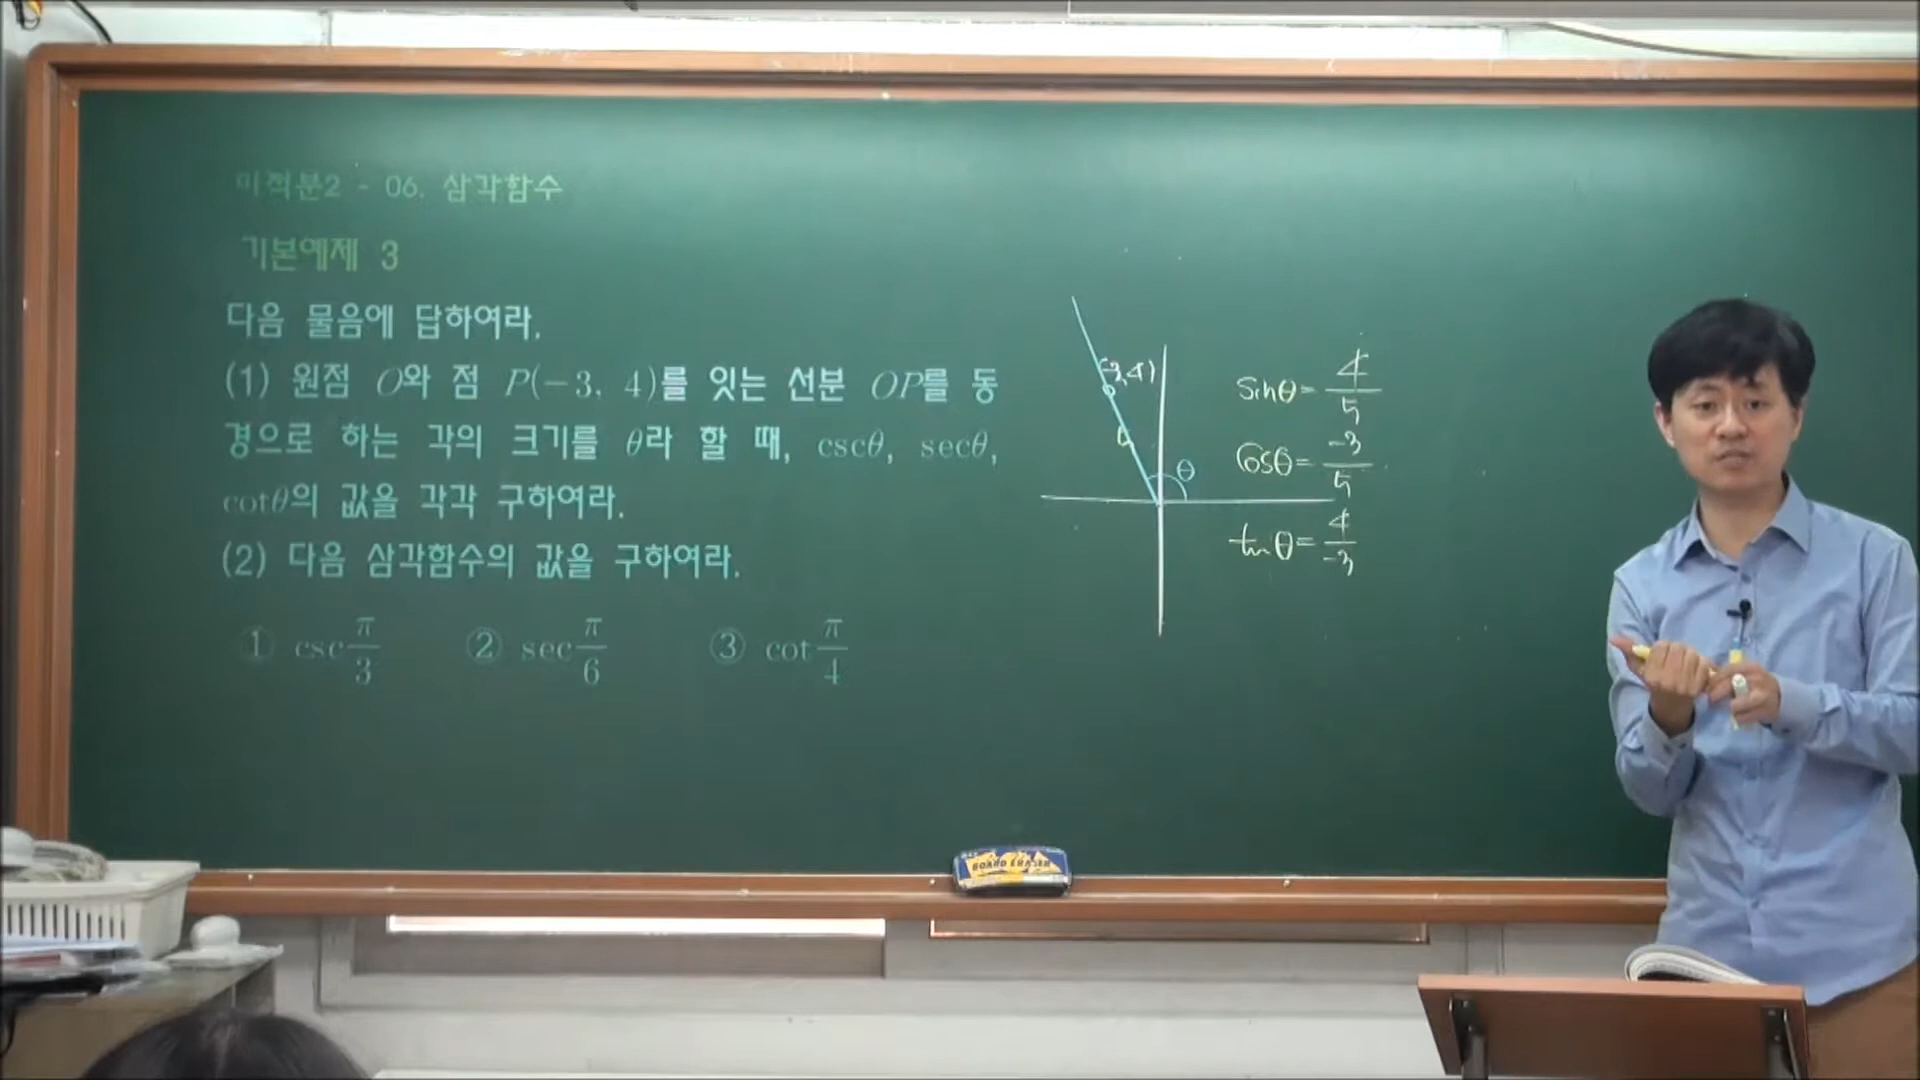 미적분2 - 06. 삼각함수
기본예제 3
다음 물음에 답하여라.
(1) 원점 O와 점 P(-3, 4)를 잇는 선분 OP를 동
경으로 하는 각의 크기를 θ라 할 때, cscθ, secθ,
cotθ의 값을 각각 구하여라.
(2) 다음 삼각함수의 값을 구하여라.
① csc π/3 ② sec π/6 ③ cot π/4
(-3,4)
5
θ
sinθ= 4/5
cosθ= -3/5
tanθ= 4/-3
BOARD ERASER